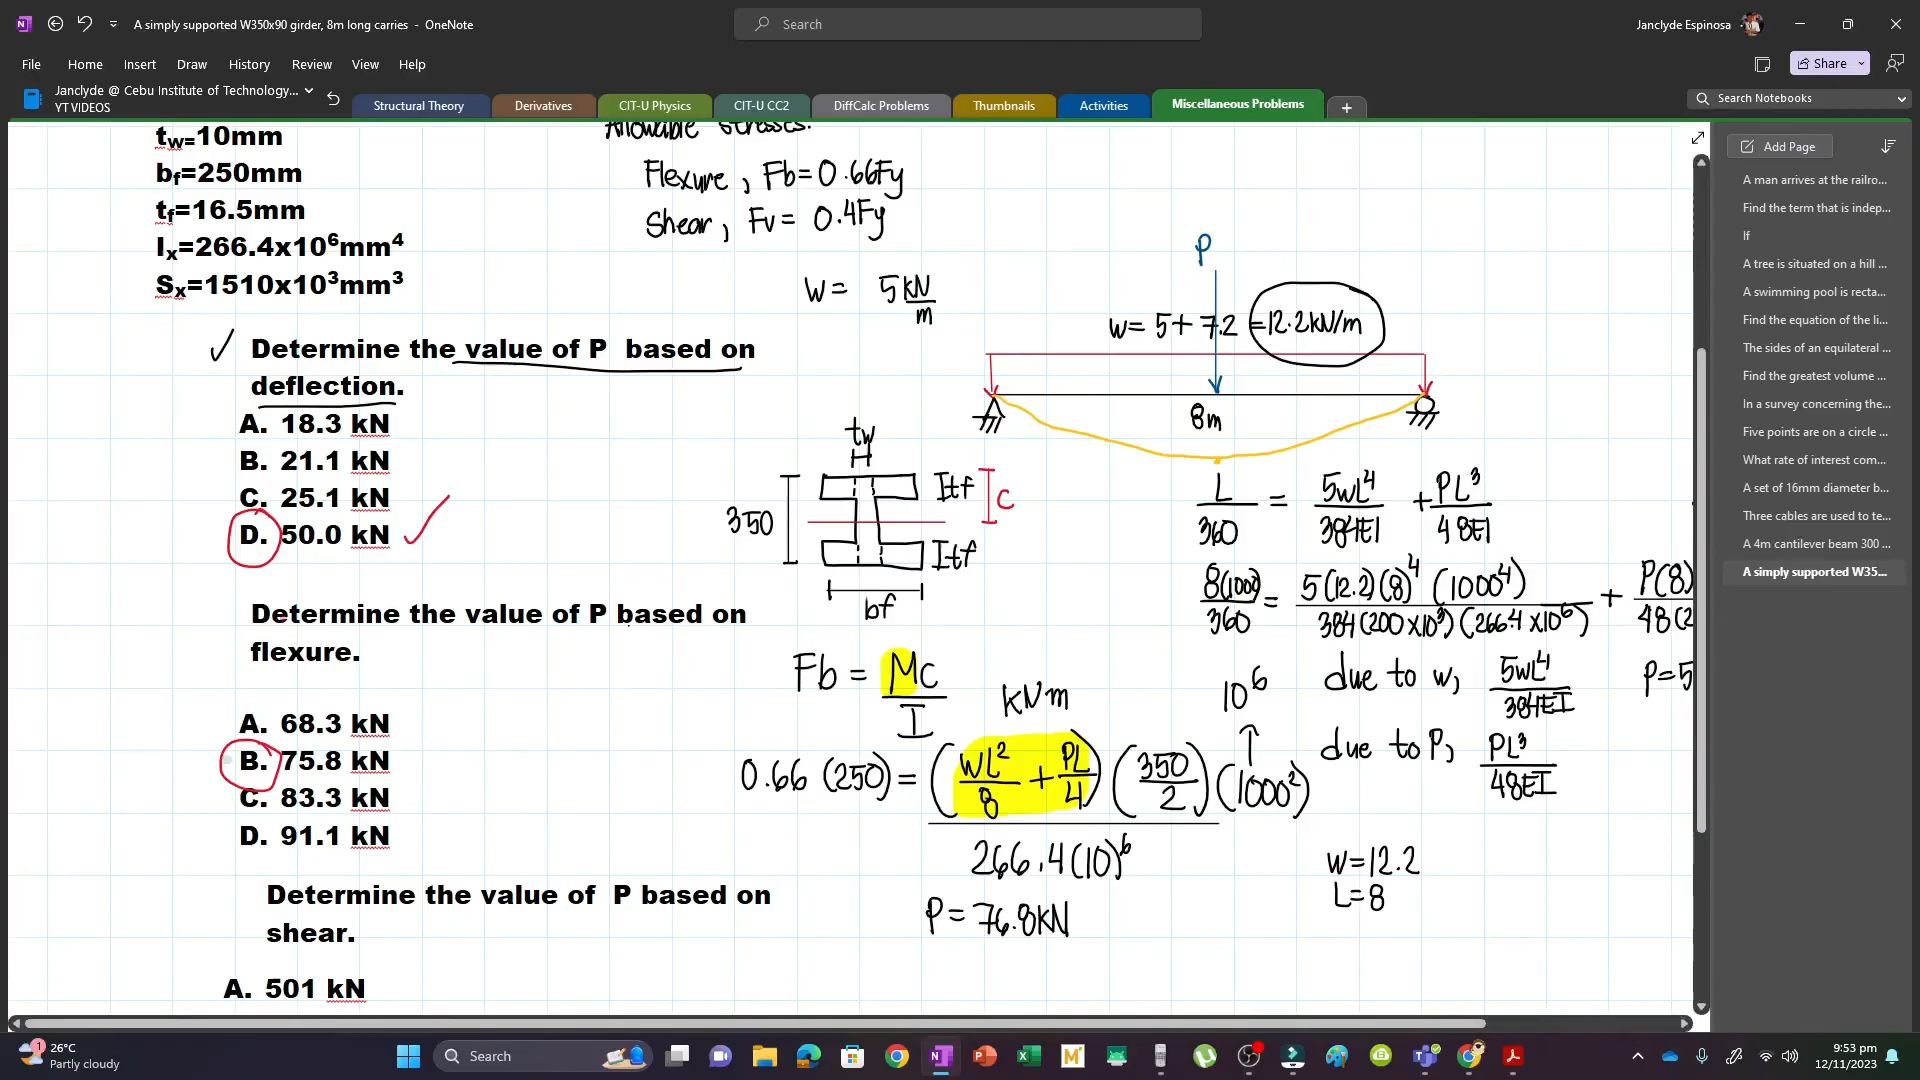 A simply supported W350x90 girder, 8m long carries - OneNote
Search
Janclyde Espinosa
File Home Insert Draw History Review View Help
Share
Janclyde @ Cebu Institute of Technology...
YT VIDEOS
Structural Theory
Derivatives
CIT-U Physics
CIT-U CC2
DiffCalc Problems
Thumbnails
Activities
Miscellaneous Problems
Search Notebooks
tw=10mm
bf=250mm
tf=16.5mm
Ix=266.4x10⁶mm⁴
Sx=1510x10³mm³
Determine the value of P based on
deflection.
A. 18.3 kN
B. 21.1 kN
C. 25.1 kN
D. 50.0 kN
Determine the value of P based on
flexure.
A. 68.3 kN
B. 75.8 kN
C. 83.3 kN
D. 91.1 kN
Determine the value of P based on
shear.
A. 501 kN
Allowable Stresses:
Flexure, Fb=0.66Fy
Shear, Fv= 0.4Fy
W= 5kN/m
P
w= 5+7.2 =12.2kN/m
8m
tw
350
tf
c
tf
bf
L/360 = 5wL⁴/384EI + PL³/48EI
8(1000)/360 = 5(12.2)(8)⁴(1000⁴)/384(200x10³)(266.4x10⁶) + P(8)/48(2
due to w, 5wL⁴/384EI
P=5
due to P, PL³/48EI
Fb = Mc/I
kNm
10⁶
0.66 (250) = (WL²/8 + PL/4)(350/2)(1000²)
266.4(10)⁶
P= 76.8kN
W=12.2
L=8
Add Page
A man arrives at the railro...
Find the term that is indep...
If
A tree is situated on a hill ...
A swimming pool is recta...
Find the equation of the li...
The sides of an equilateral ...
Find the greatest volume ...
In a survey concerning the...
Five points are on a circle ...
What rate of interest com...
A set of 16mm diameter b...
Three cables are used to te...
A 4m cantilever beam 300 ...
A simply supported W35...
1
26°C
Partly cloudy
Search
9:53 pm
12/11/2023